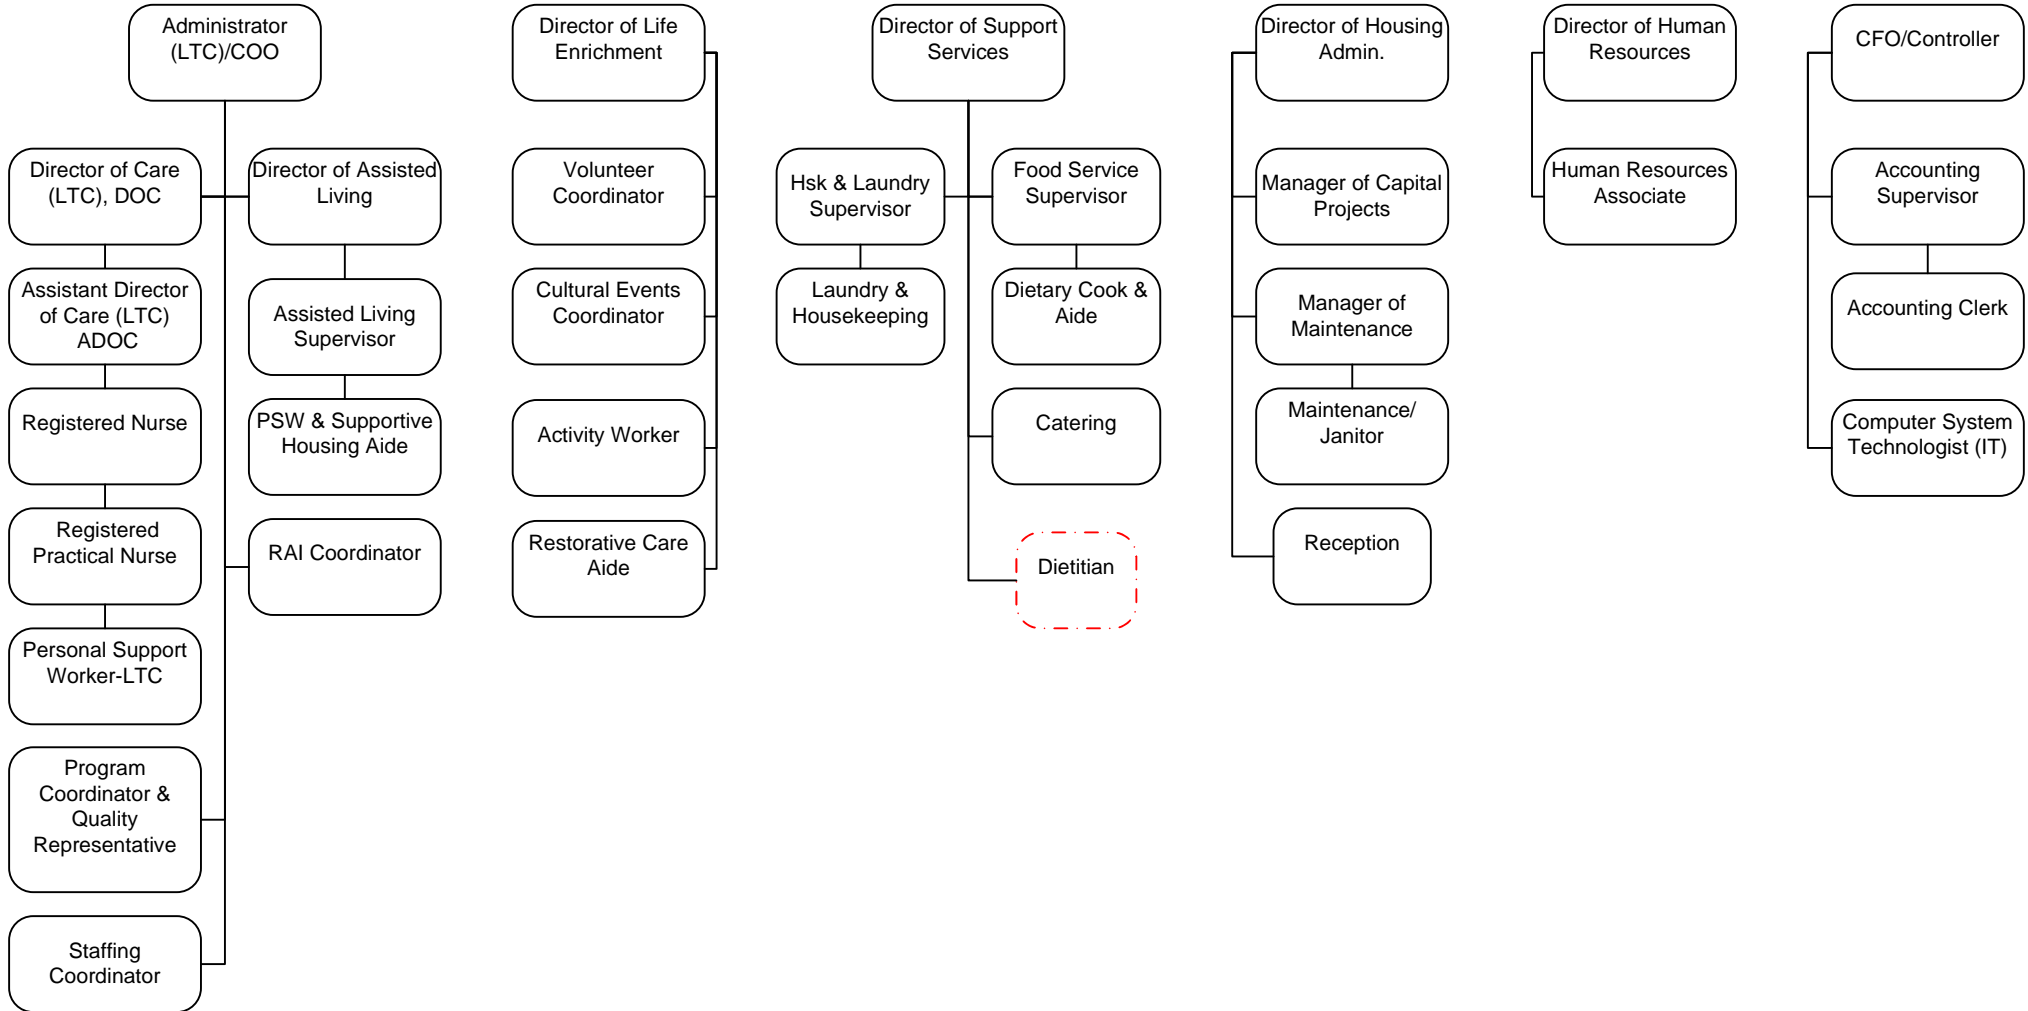 Administrator
(LTC)/COO
Director of Life
Enrichment
Director of Support
Services
Director of Housing
Admin.
Director of Human
Resources
CFO/Controller
Director of Care
(LTC), DOC
Director of Assisted
Living
Volunteer
Coordinator
Hsk & Laundry
Supervisor
Food Service
Supervisor
Manager of Capital
Projects
Human Resources
Associate
Accounting
Supervisor
Assistant Director
of Care (LTC)
ADOC
Assisted Living
Supervisor
Cultural Events
Coordinator
Laundry &
Housekeeping
Dietary Cook &
Aide
Manager of
Maintenance
Accounting Clerk
Registered Nurse
PSW & Supportive
Housing Aide
Activity Worker
Catering
Maintenance/
Janitor
Computer System
Technologist (IT)
Registered
Practical Nurse
RAI Coordinator
Restorative Care
Aide
Dietitian
Reception
Personal Support
Worker-LTC
Program
Coordinator &
Quality
Representative
Staffing
Coordinator